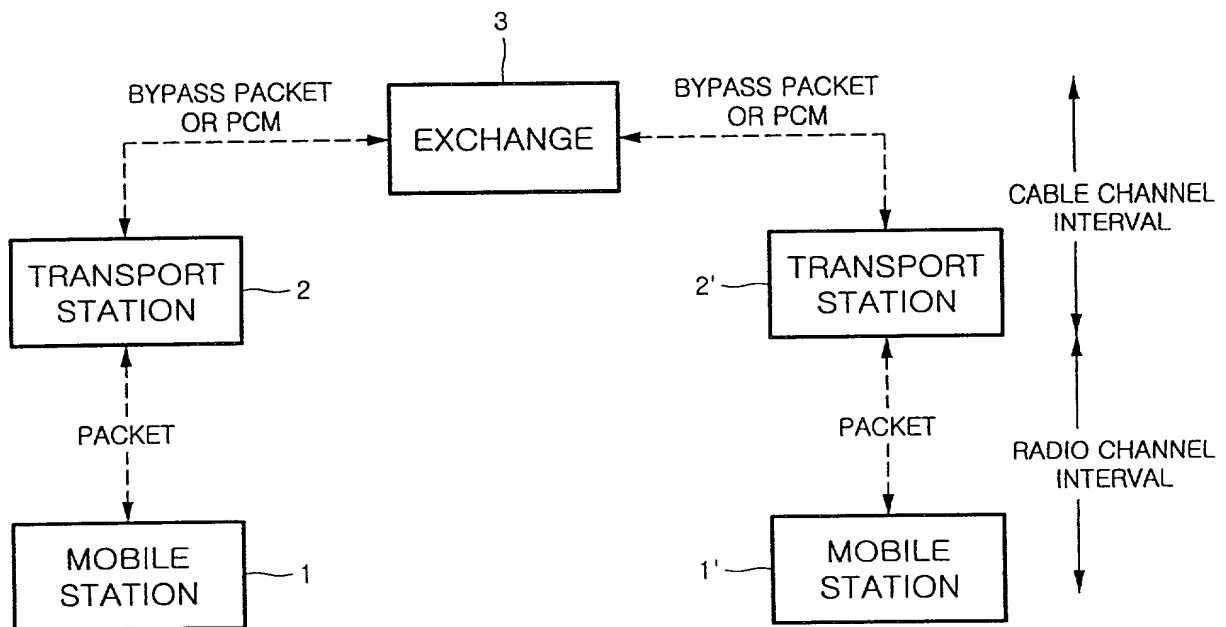 3
BYPASS PACKET
OR PCM
EXCHANGE
BYPASS PACKET
OR PCM
CABLE CHANNEL
INTERVAL
TRANSPORT
STATION
2
2'
TRANSPORT
STATION
PACKET
PACKET
RADIO CHANNEL
INTERVAL
MOBILE
STATION
1
1'
MOBILE
STATION